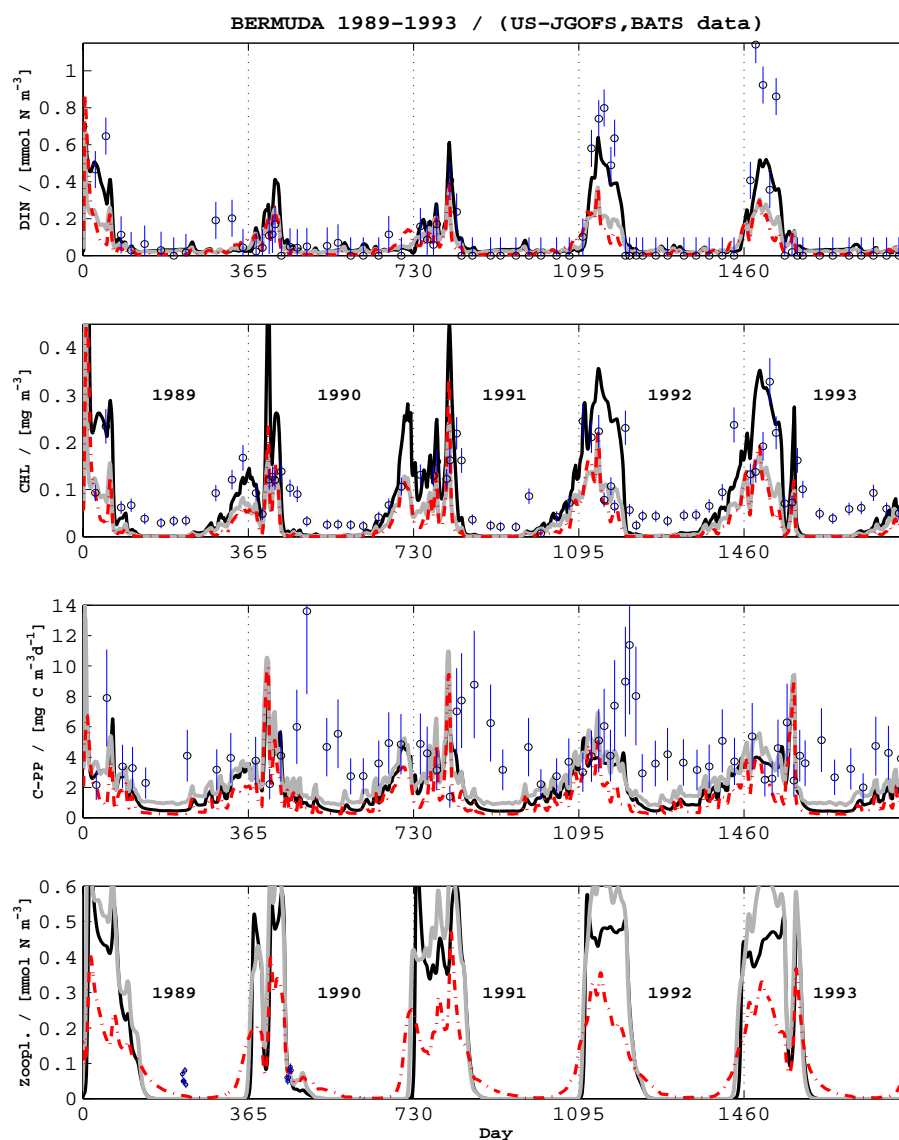 BERMUDA 1989-1993 / (US-JGOFS,BATS data)
DIN / [mmol N m⁻³]
1
0.8
0.6
0.4
0.2
0
0 365 730 1095 1460
CHL / [mg m⁻³]
0.4
0.3
0.2
0.1
0
1989 1990 1991 1992 1993
0 365 730 1095 1460
C-PP / [mg C m⁻³d⁻¹]
14
12
10
8
6
4
2
0
0 365 730 1095 1460
Zoopl. / [mmol N m⁻³]
0.6
0.5
0.4
0.3
0.2
0.1
0
1989 1990 1991 1992 1993
0 365 730 1095 1460
Day